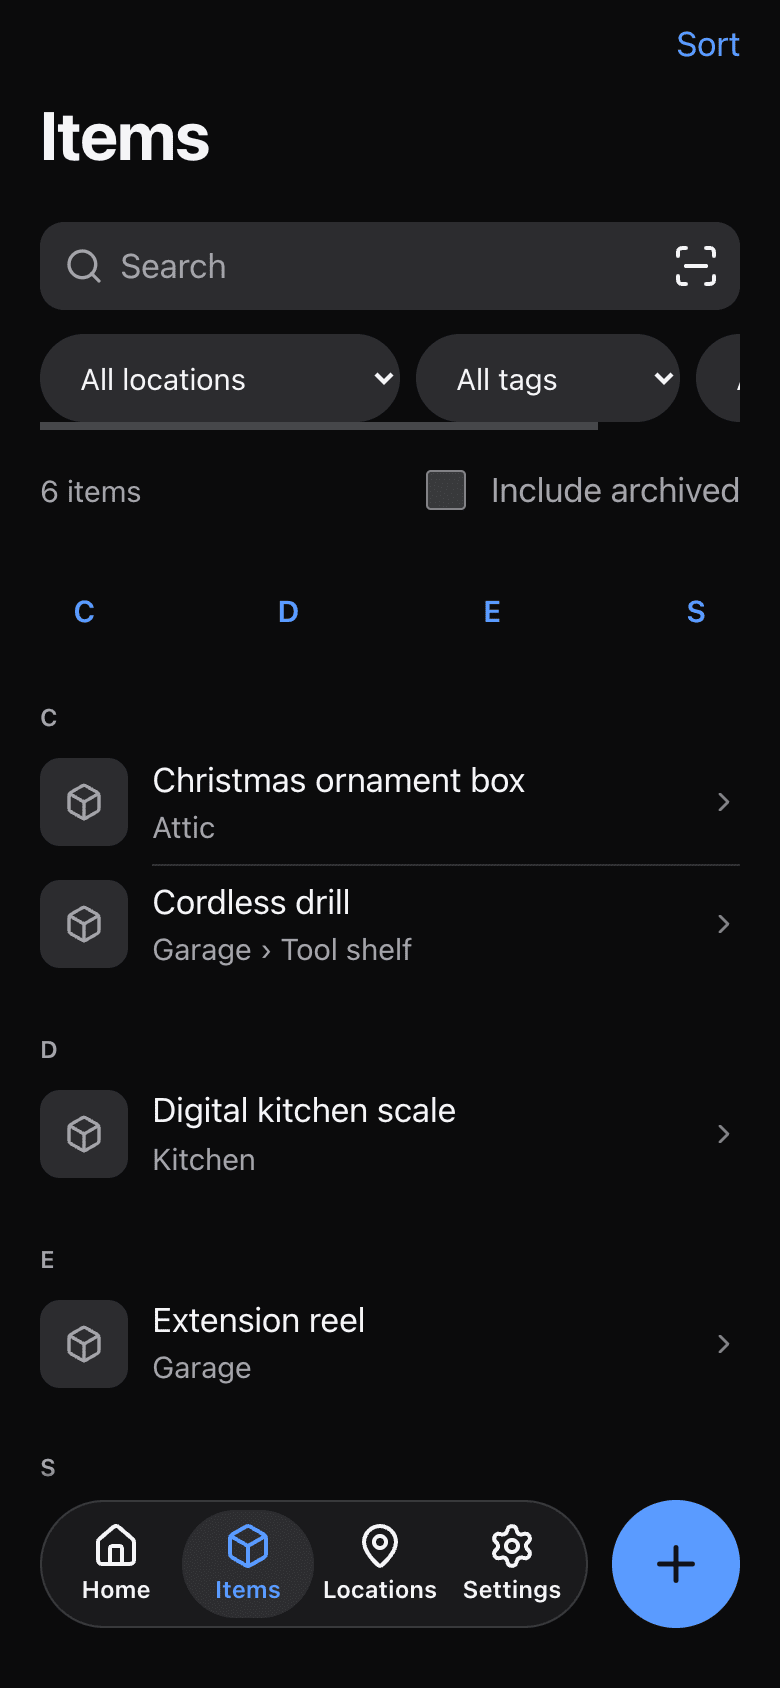 Sort
Items
Search
All locations
All tags
6 items
Include archived
C D E S
C
Christmas ornament box
Attic
Cordless drill
Garage › Tool shelf
D
Digital kitchen scale
Kitchen
E
Extension reel
Garage
S
Home Items Locations Settings